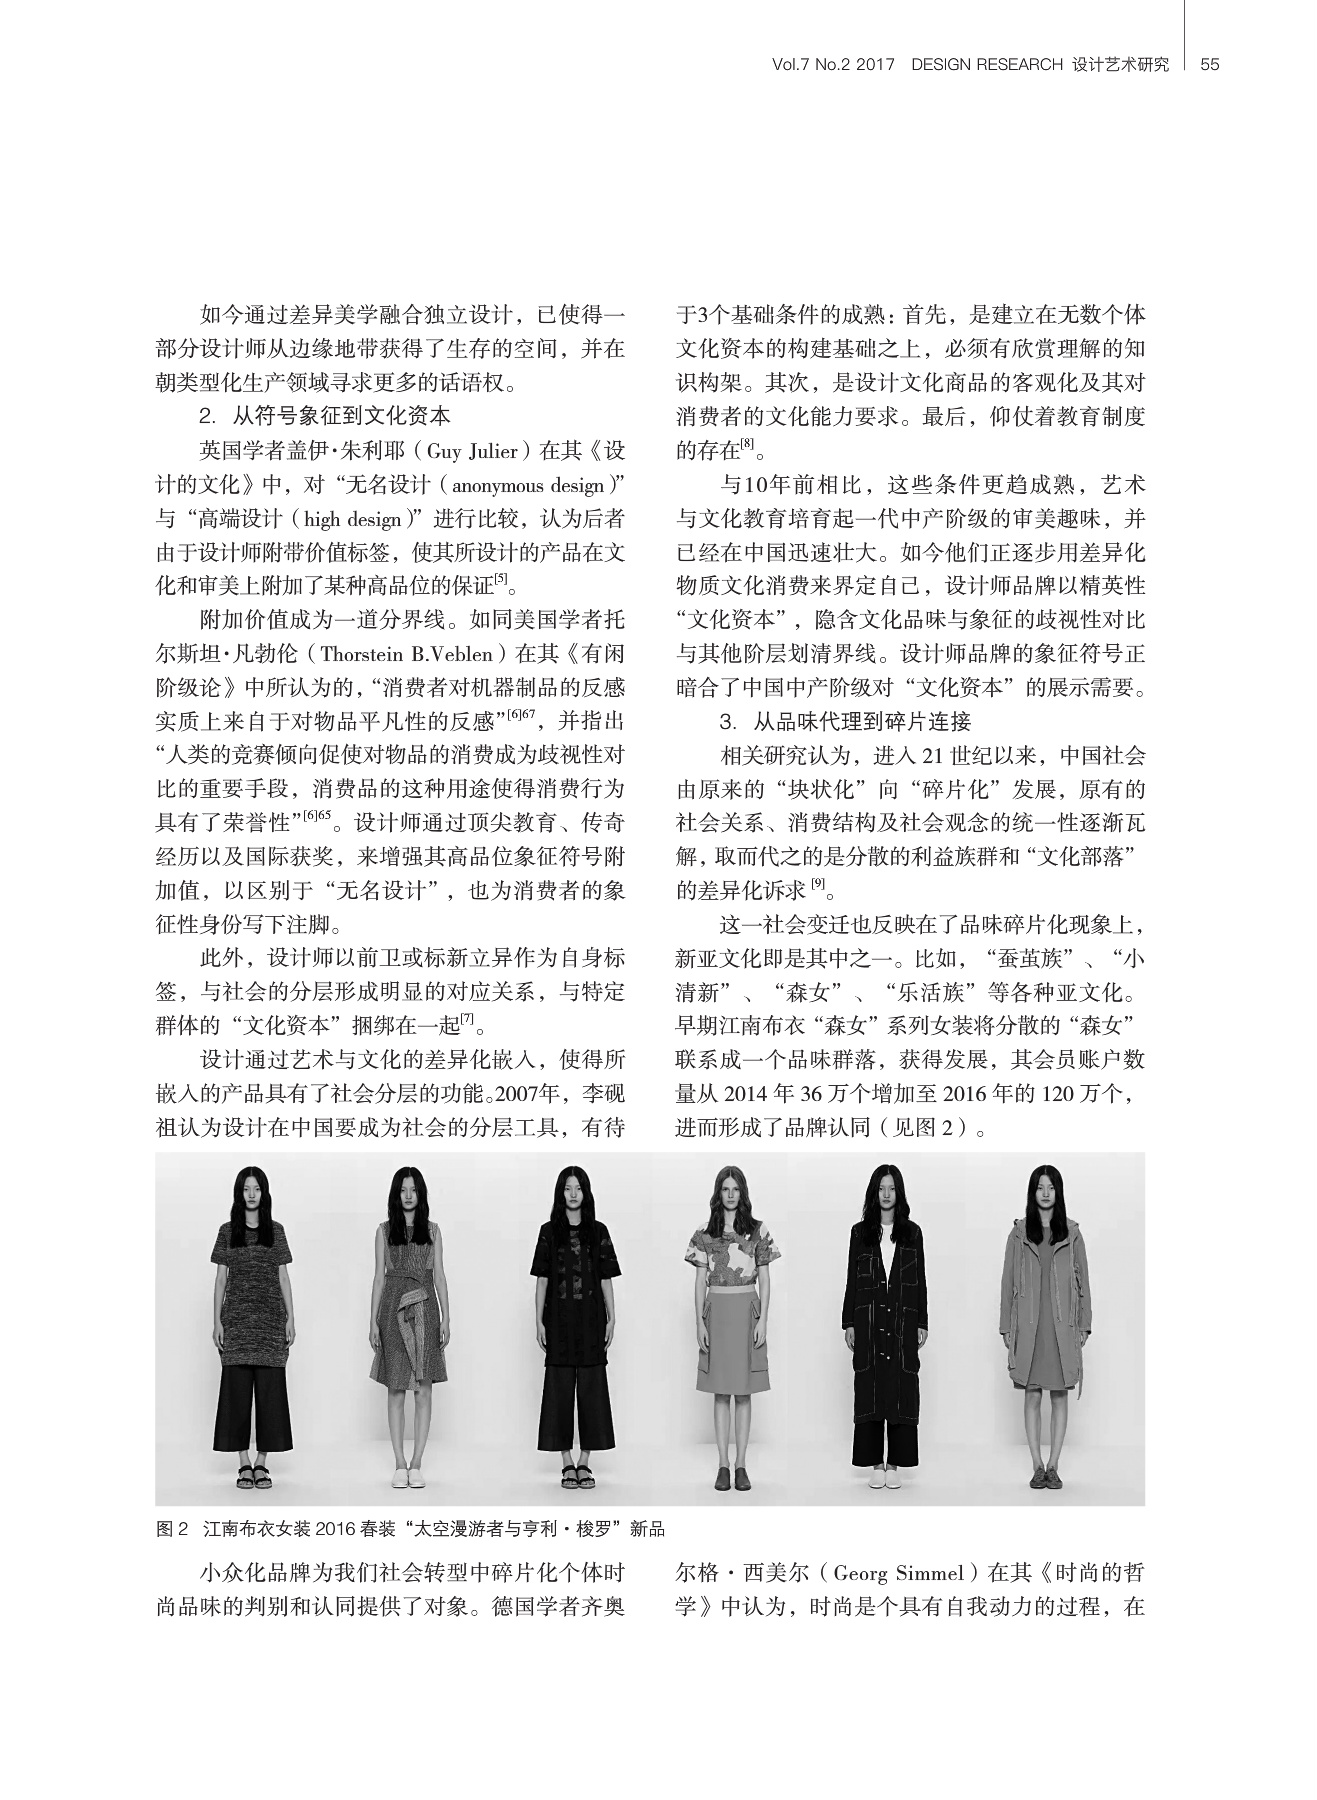 Vol.7 No.2 2017 DESIGN RESEARCH 设计艺术研究 55
如今通过差异美学融合独立设计，已使得一
部分设计师从边缘地带获得了生存的空间，并在
朝类型化生产领域寻求更多的话语权。
2. 从符号象征到文化资本
英国学者盖伊·朱利耶（Guy Julier）在其《设
计的文化》中，对“无名设计（anonymous design）”
与“高端设计（high design）”进行比较，认为后者
由于设计师附带价值标签，使其所设计的产品在文
化和审美上附加了某种高品位的保证[5]。
附加价值成为一道分界线。如同美国学者托
尔斯坦·凡勃伦（Thorstein B.Veblen）在其《有闲
阶级论》中所认为的，“消费者对机器制品的反感
实质上来自于对物品平凡性的反感”[6]67，并指出
“人类的竞赛倾向促使对物品的消费成为歧视性对
比的重要手段，消费品的这种用途使得消费行为
具有了荣誉性”[6]65。设计师通过顶尖教育、传奇
经历以及国际获奖，来增强其高品位象征符号附
加值，以区别于“无名设计”，也为消费者的象
征性身份写下注脚。
此外，设计师以前卫或标新立异作为自身标
签，与社会的分层形成明显的对应关系，与特定
群体的“文化资本”捆绑在一起[7]。
设计通过艺术与文化的差异化嵌入，使得所
嵌入的产品具有了社会分层的功能。2007年，李砚
祖认为设计在中国要成为社会的分层工具，有待
于3个基础条件的成熟：首先，是建立在无数个体
文化资本的构建基础之上，必须有欣赏理解的知
识构架。其次，是设计文化商品的客观化及其对
消费者的文化能力要求。最后，仰仗着教育制度
的存在[8]。
与10年前相比，这些条件更趋成熟，艺术
与文化教育培育起一代中产阶级的审美趣味，并
已经在中国迅速壮大。如今他们正逐步用差异化
物质文化消费来界定自己，设计师品牌以精英性
“文化资本”，隐含文化品味与象征的歧视性对比
与其他阶层划清界线。设计师品牌的象征符号正
暗合了中国中产阶级对“文化资本”的展示需要。
3. 从品味代理到碎片连接
相关研究认为，进入 21 世纪以来，中国社会
由原来的“块状化”向“碎片化”发展，原有的
社会关系、消费结构及社会观念的统一性逐渐瓦
解，取而代之的是分散的利益族群和“文化部落”
的差异化诉求 [9]。
这一社会变迁也反映在了品味碎片化现象上，
新亚文化即是其中之一。比如，“蚕茧族”、“小
清新”、“森女”、“乐活族”等各种亚文化。
早期江南布衣“森女”系列女装将分散的“森女”
联系成一个品味群落，获得发展，其会员账户数
量从 2014 年 36 万个增加至 2016 年的 120 万个，
进而形成了品牌认同（见图 2）。
图 2 江南布衣女装 2016 春装“太空漫游者与亨利·梭罗”新品
小众化品牌为我们社会转型中碎片化个体时
尚品味的判别和认同提供了对象。德国学者齐奥
尔格·西美尔（Georg Simmel）在其《时尚的哲
学》中认为，时尚是个具有自我动力的过程，在